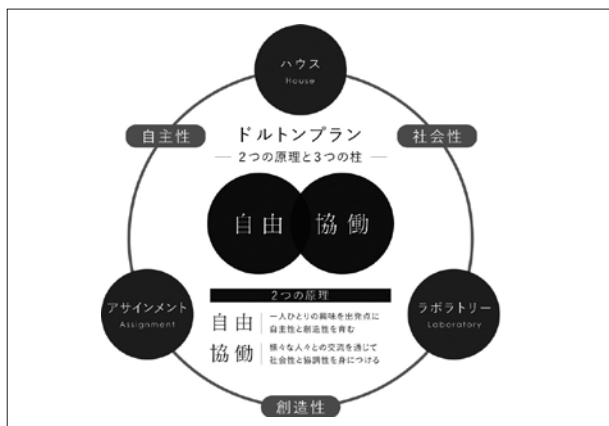 ハウス
House
自主性
社会性
ドルトンプラン
2つの原理と3つの柱
自由
協働
アサインメント
Assignment
ラボラトリー
Laboratory
2つの原理
自由
一人ひとりの興味を出発点に
自主性と創造性を育む
協働
様々な人々との交流を通じて
社会性と協調性を身につける
創造性